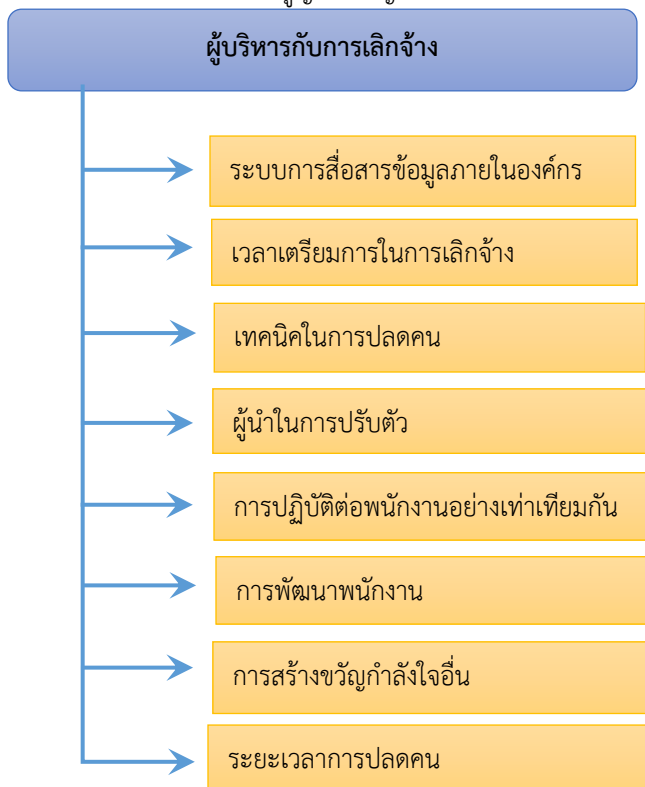 ผู้บริหารกับการเลิกจ้าง
ระบบการสื่อสารข้อมูลภายในองค์กร
เวลาเตรียมการในการเลิกจ้าง
เทคนิคในการปลดคน
ผู้นำในการปรับตัว
การปฏิบัติต่อพนักงานอย่างเท่าเทียมกัน
การพัฒนาพนักงาน
การสร้างขวัญกำลังใจอื่น
ระยะเวลาการปลดคน